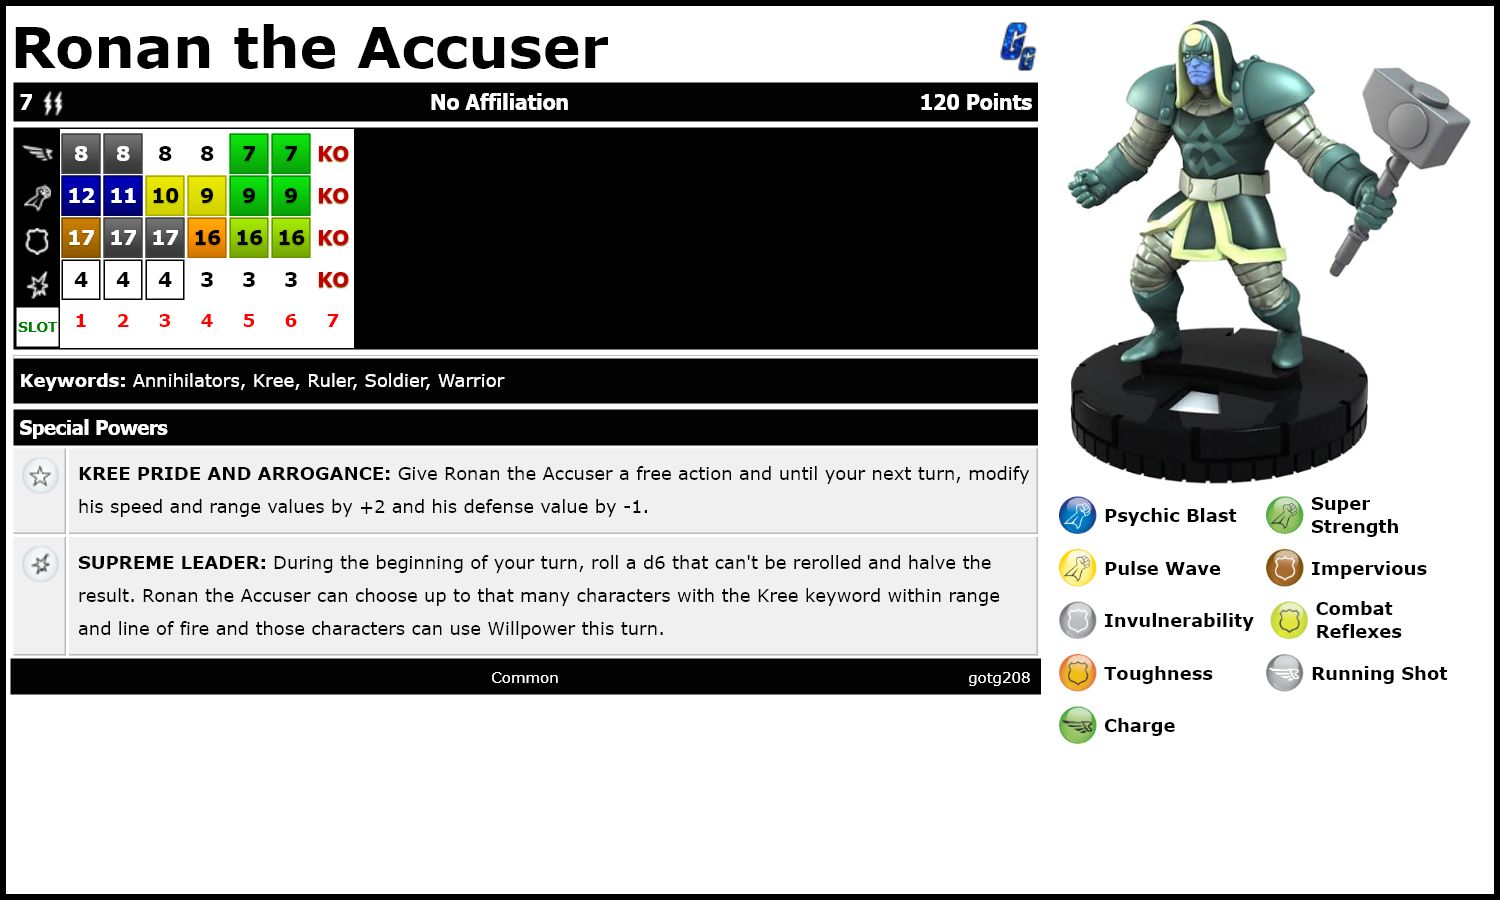 Ronan the Accuser
GG
7 No Affiliation 120 Points
8 8 8 8 7 7 KO
12 11 10 9 9 9 KO
17 17 17 16 16 16 KO
4 4 4 3 3 3 KO
SLOT 1 2 3 4 5 6 7
Keywords: Annihilators, Kree, Ruler, Soldier, Warrior
Special Powers
KREE PRIDE AND ARROGANCE: Give Ronan the Accuser a free action and until your next turn, modify
his speed and range values by +2 and his defense value by -1.
SUPREME LEADER: During the beginning of your turn, roll a d6 that can't be rerolled and halve the
result. Ronan the Accuser can choose up to that many characters with the Kree keyword within range
and line of fire and those characters can use Willpower this turn.
Common gotg208
Psychic Blast
Super
Strength
Pulse Wave
Impervious
Invulnerability
Combat
Reflexes
Toughness
Running Shot
Charge